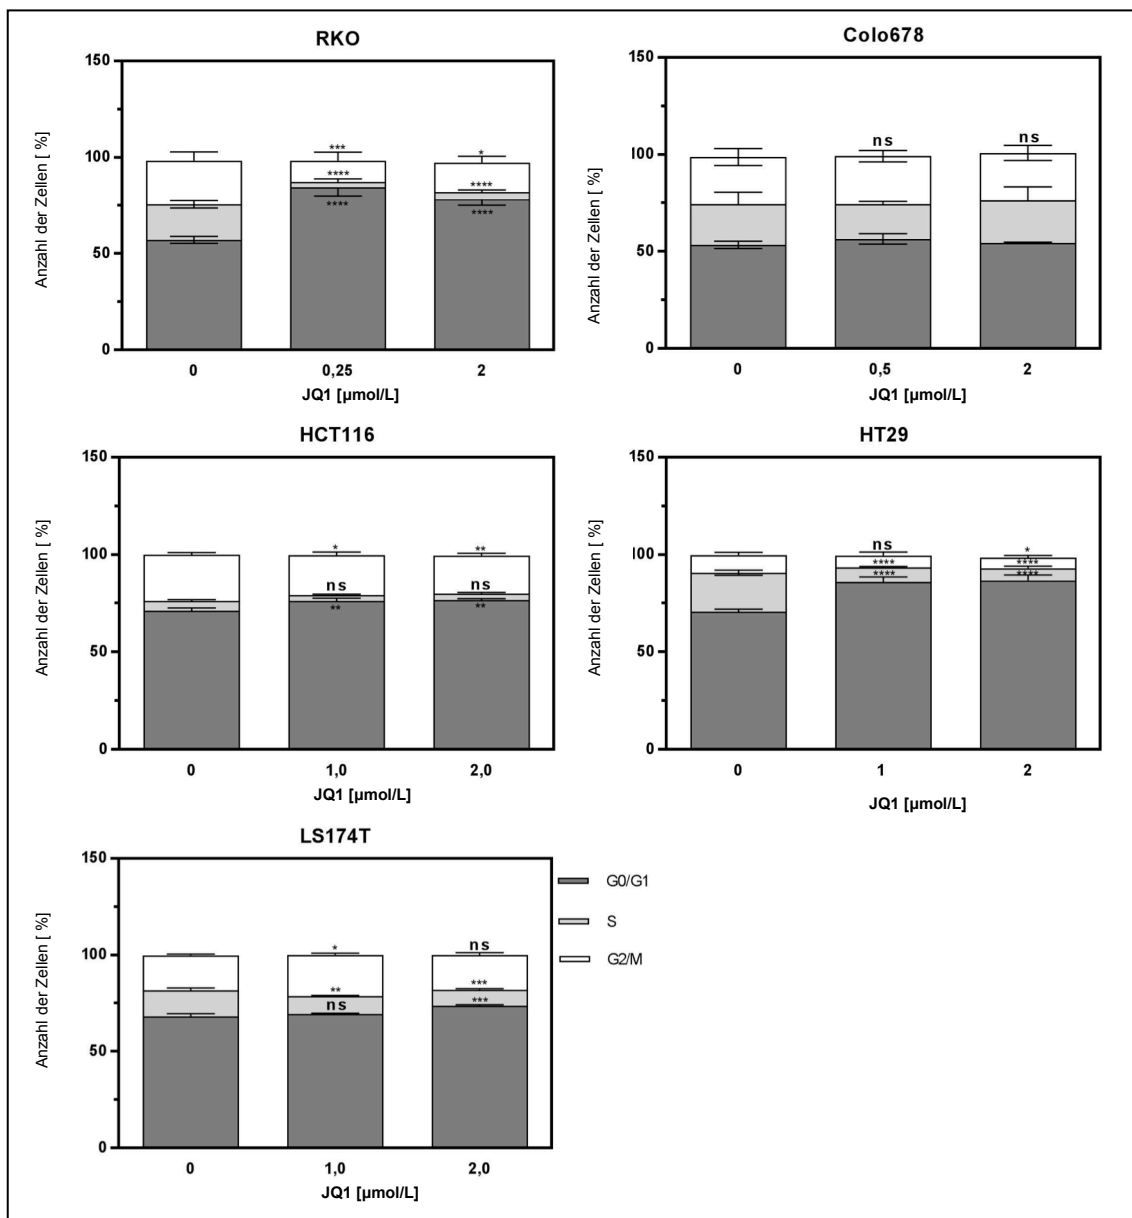 RKO
150
100
50
0
Anzahl der Zellen [ %]
***
****
****
*
****
****
0 0,25 2
JQ1 [µmol/L]
Colo678
150
100
50
0
Anzahl der Zellen [ %]
ns
ns
0 0,5 2
JQ1 [µmol/L]
HCT116
150
100
50
0
Anzahl der Zellen [ %]
*
ns
**
**
ns
**
0 1,0 2,0
JQ1 [µmol/L]
HT29
150
100
50
0
Anzahl der Zellen [ %]
ns
****
****
*
****
****
0 1 2
JQ1 [µmol/L]
LS174T
150
100
50
0
Anzahl der Zellen [ %]
*
**
ns
ns
***
***
0 1,0 2,0
JQ1 [µmol/L]
G0/G1
S
G2/M